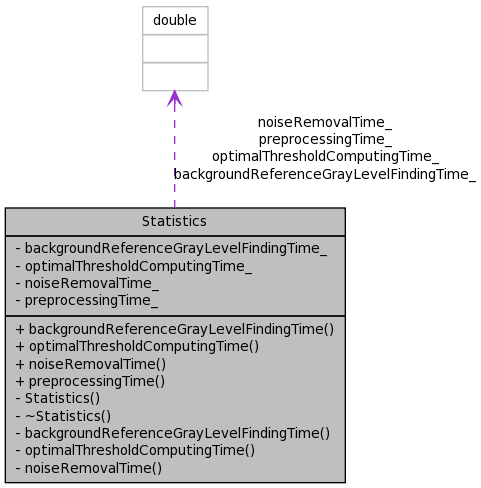 double
noiseRemovalTime_
preprocessingTime_
optimalThresholdComputingTime_
backgroundReferenceGrayLevelFindingTime_
Statistics
- backgroundReferenceGrayLevelFindingTime_
- optimalThresholdComputingTime_
- noiseRemovalTime_
- preprocessingTime_
+ backgroundReferenceGrayLevelFindingTime()
+ optimalThresholdComputingTime()
+ noiseRemovalTime()
+ preprocessingTime()
- Statistics()
- ~Statistics()
- backgroundReferenceGrayLevelFindingTime()
- optimalThresholdComputingTime()
- noiseRemovalTime()